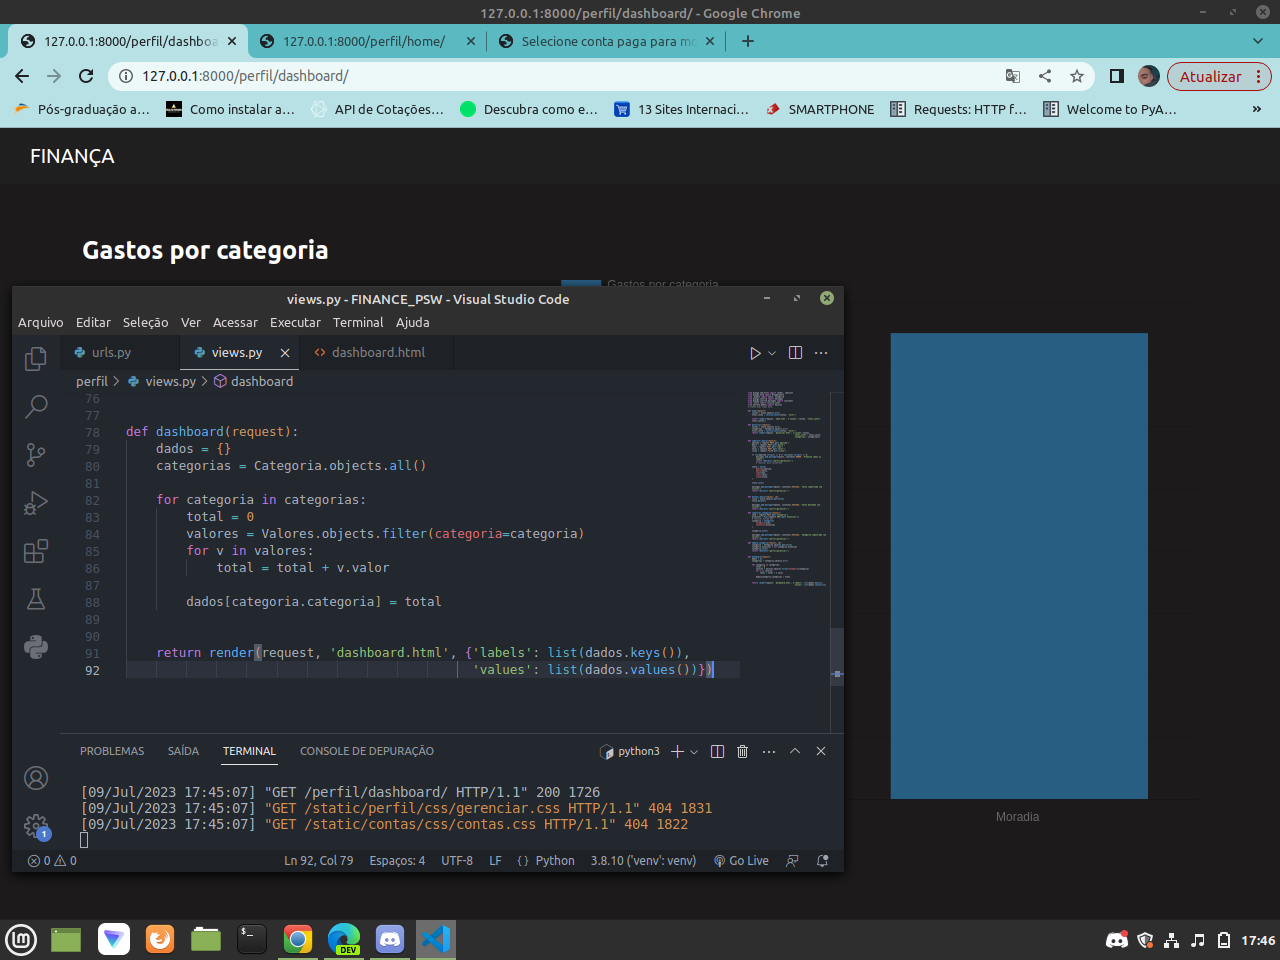 127.0.0.1:8000/perfil/dashboard/ - Google Chrome
127.0.0.1:8000/perfil/dashboa
127.0.0.1:8000/perfil/home/
Selecione conta paga para mo
127.0.0.1:8000/perfil/dashboard/
Atualizar
Pós-graduação a...
Como instalar a...
API de Cotações...
Descubra como e...
13 Sites Internaci...
SMARTPHONE
Requests: HTTP f...
Welcome to PyA...
»
FINANÇA
Gastos por categoria
Gastos por categoria
views.py - FINANCE_PSW - Visual Studio Code
Arquivo Editar Seleção Ver Acessar Executar Terminal Ajuda
urls.py
views.py
dashboard.html
perfil > views.py > dashboard
76
77
78 def dashboard(request):
79 dados = {}
80 categorias = Categoria.objects.all()
81
82 for categoria in categorias:
83 total = 0
84 valores = Valores.objects.filter(categoria=categoria)
85 for v in valores:
86 total = total + v.valor
87
88 dados[categoria.categoria] = total
89
90
91 return render(request, 'dashboard.html', {'labels': list(dados.keys()),
92 'values': list(dados.values())})
PROBLEMAS SAÍDA TERMINAL CONSOLE DE DEPURAÇÃO
python3
[09/Jul/2023 17:45:07] "GET /perfil/dashboard/ HTTP/1.1" 200 1726
[09/Jul/2023 17:45:07] "GET /static/perfil/css/gerenciar.css HTTP/1.1" 404 1831
[09/Jul/2023 17:45:07] "GET /static/contas/css/contas.css HTTP/1.1" 404 1822
1
0 0
Ln 92, Col 79 Espaços: 4 UTF-8 LF Python 3.8.10 ('venv': venv) Go Live
Moradia
DEV
17:46